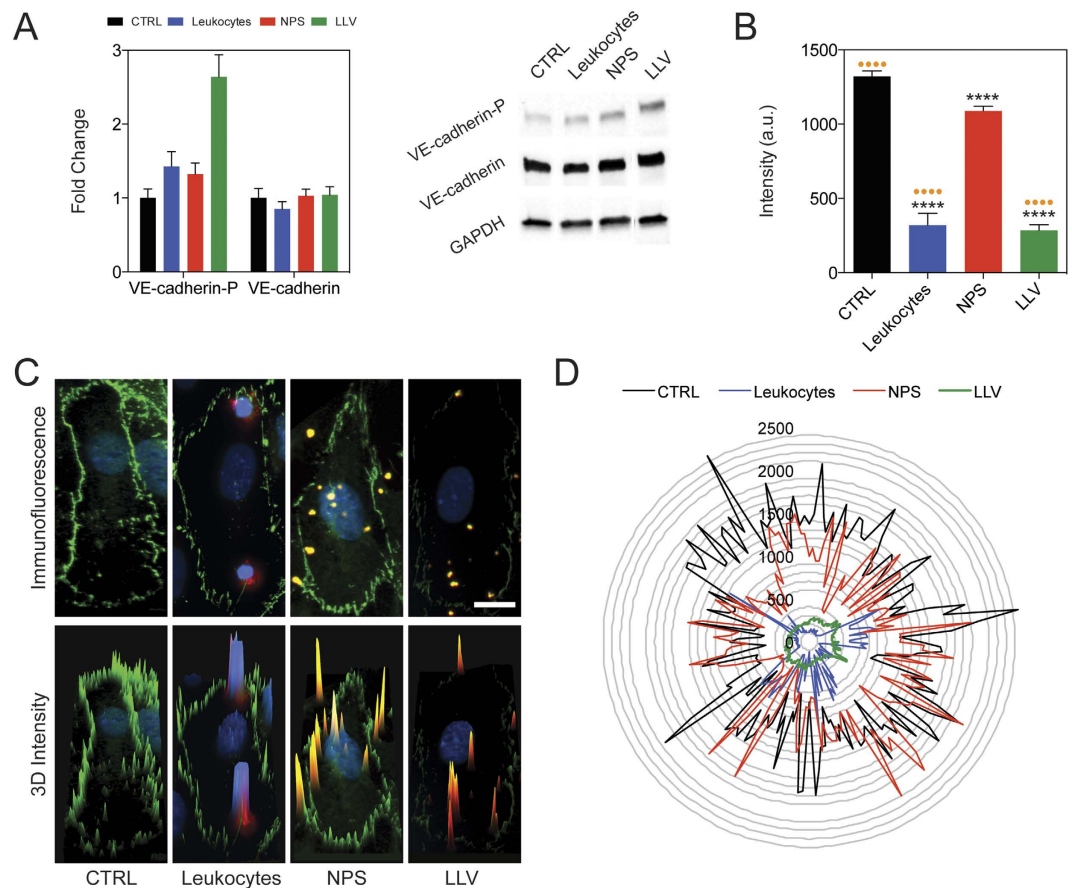 A
CTRL Leukocytes NPS LLV
3
2
1
0
Fold Change
VE-cadherin-P VE-cadherin
CTRL Leukocytes NPS LLV
VE-cadherin-P
VE-cadherin
GAPDH
B
1500
1000
500
0
Intensity (a.u.)
****
****
****
CTRL Leukocytes NPS LLV
C
Immunofluorescence
3D Intensity
CTRL Leukocytes NPS LLV
D
CTRL Leukocytes NPS LLV
2500
2000
1500
1000
500
0